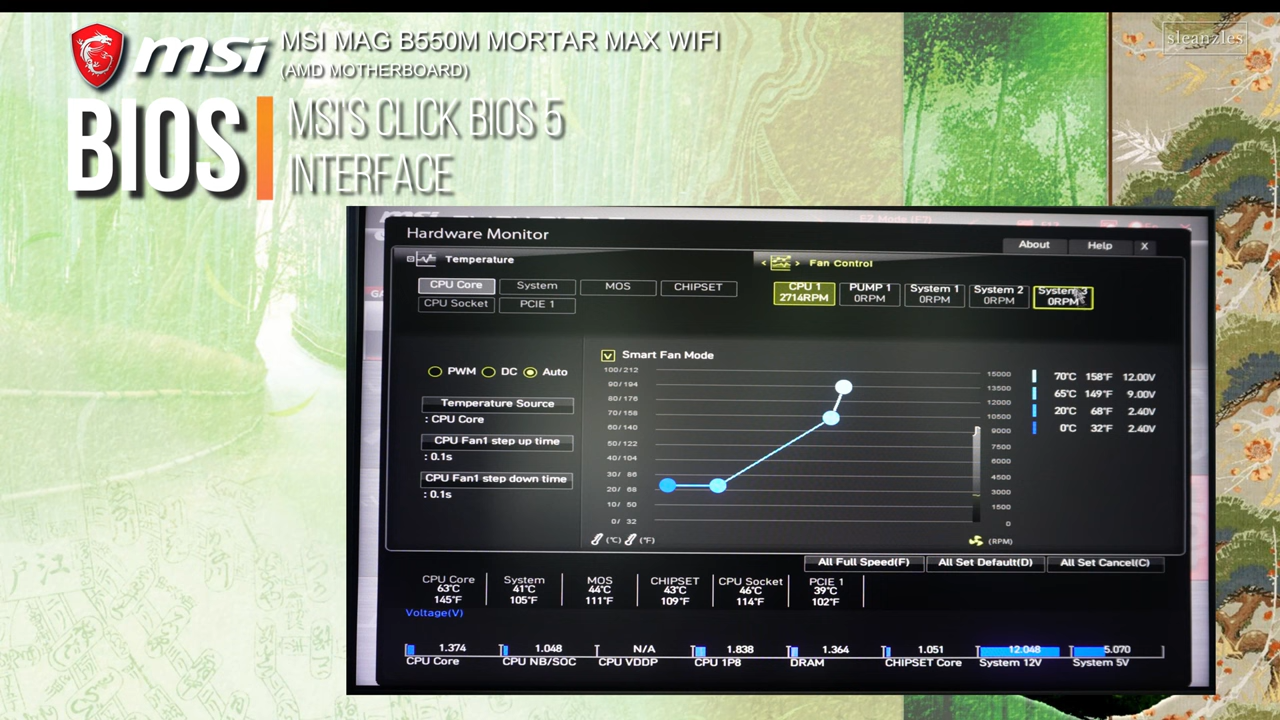 msi
MSI MAG B550M MORTAR MAX WIFI
(AMD MOTHERBOARD)
BIOS
MSI'S CLICK BIOS 5
INTERFACE
sleanzles
Hardware Monitor
About Help X
Temperature
Fan Control
CPU Core System MOS CHIPSET
CPU Socket PCIE 1
CPU 1 PUMP 1 System 1 System 2 System 3
2714RPM 0RPM 0RPM 0RPM 0RPM
V Smart Fan Mode
PWM DC Auto
Temperature Source
: CPU Core
CPU Fan1 step up time
: 0.1s
CPU Fan1 step down time
: 0.1s
100/212 15000
90/194 13500
80/176 12000
70/158 10500
60/140 9000
50/122 7500
40/104 6000
30/ 86 4500
20/ 68 3000
10/ 50 1500
0/ 32 0
(°C) (°F) (RPM)
70°C 158°F 12.00V
65°C 149°F 9.00V
20°C 68°F 2.40V
0°C 32°F 2.40V
All Full Speed(F) All Set Default(D) All Set Cancel(C)
CPU Core System MOS CHIPSET CPU Socket PCIE 1
63°C 41°C 44°C 43°C 46°C 39°C
145°F 105°F 111°F 109°F 114°F 102°F
Voltage(V)
1.374 1.048 N/A 1.838 1.364 1.051 12.048 5.070
CPU Core CPU NB/SOC CPU VDDP CPU 1P8 DRAM CHIPSET Core System 12V System 5V